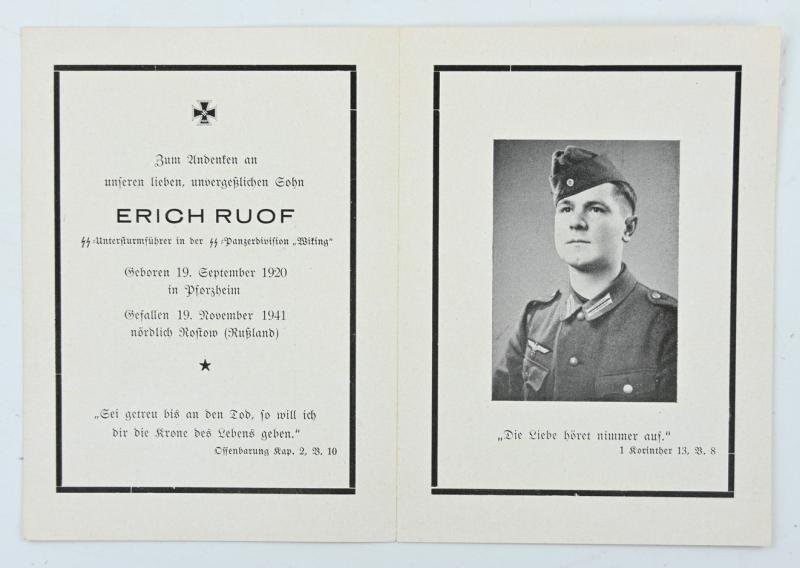 Zum Andenken an
unseren lieben, unvergeßlichen Sohn
ERICH RUOF
SS-Untersturmführer in der SS-Panzerdivision „Wiking“
Geboren 19. September 1920
in Pforzheim
Gefallen 19. November 1941
nördlich Rostow (Rußland)
„Sei getreu bis an den Tod, so will ich
dir die Krone des Lebens geben.“
Offenbarung Kap. 2, V. 10
„Die Liebe höret nimmer auf.“
1 Korinther 13, V. 8